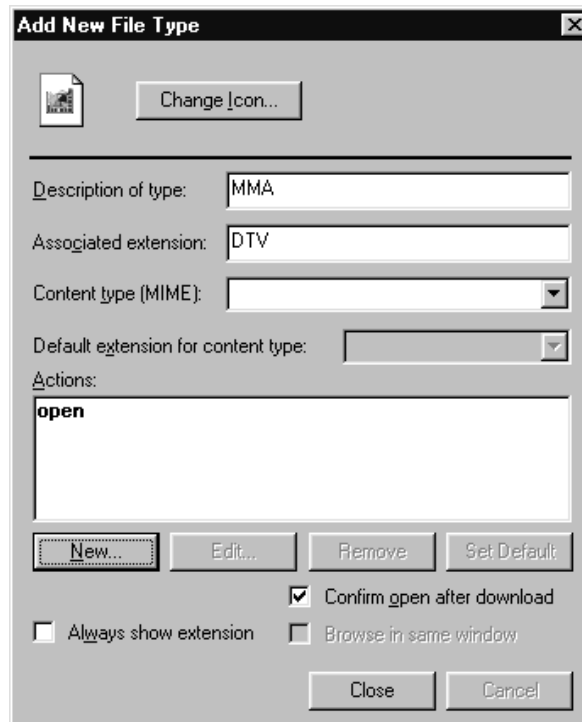 Add New File Type
Change Icon...
Description of type: MMA
Associated extension: DTV
Content type (MIME):
Default extension for content type:
Actions:
open
New... Edit... Remove Set Default
Confirm open after download
Always show extension Browse in same window
Close Cancel